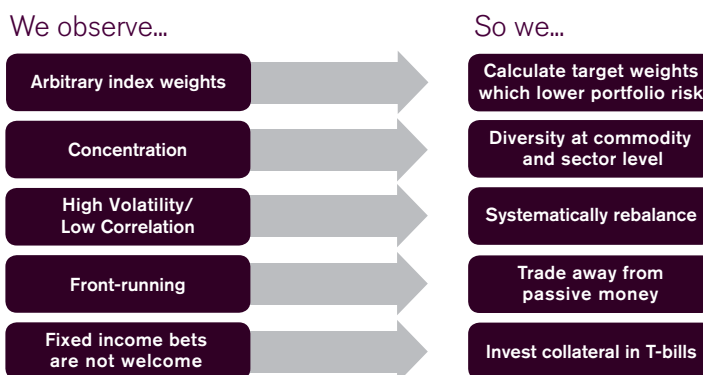 We observe...
So we...
Arbitrary index weights
Calculate target weights
which lower portfolio risk
Concentration
Diversity at commodity
and sector level
High Volatility/
Low Correlation
Systematically rebalance
Front-running
Trade away from
passive money
Fixed income bets
are not welcome
Invest collateral in T-bills